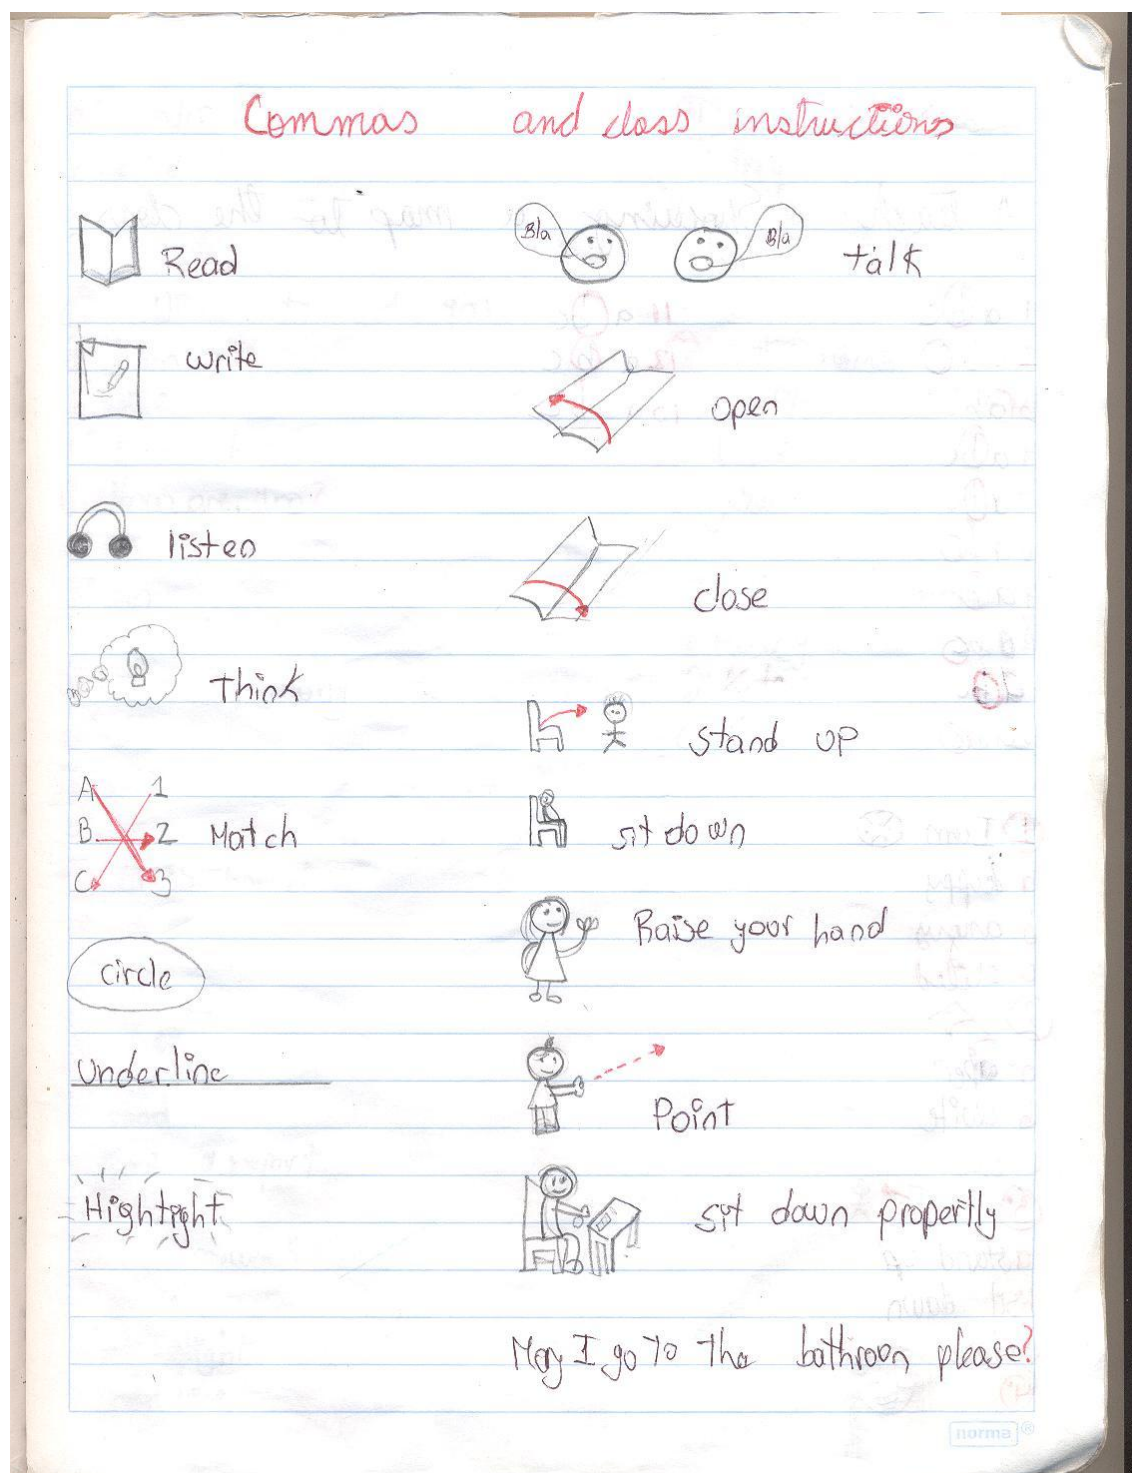 Commas and class instructions
Read
Bla
Bla
talk
write
open
listen
close
Think
stand up
A 1
B 2
C 3
Match
sit down
Raise your hand
circle
Underline
Point
Hightight
sit down propertly
May I go to the bathroon please?
norma®